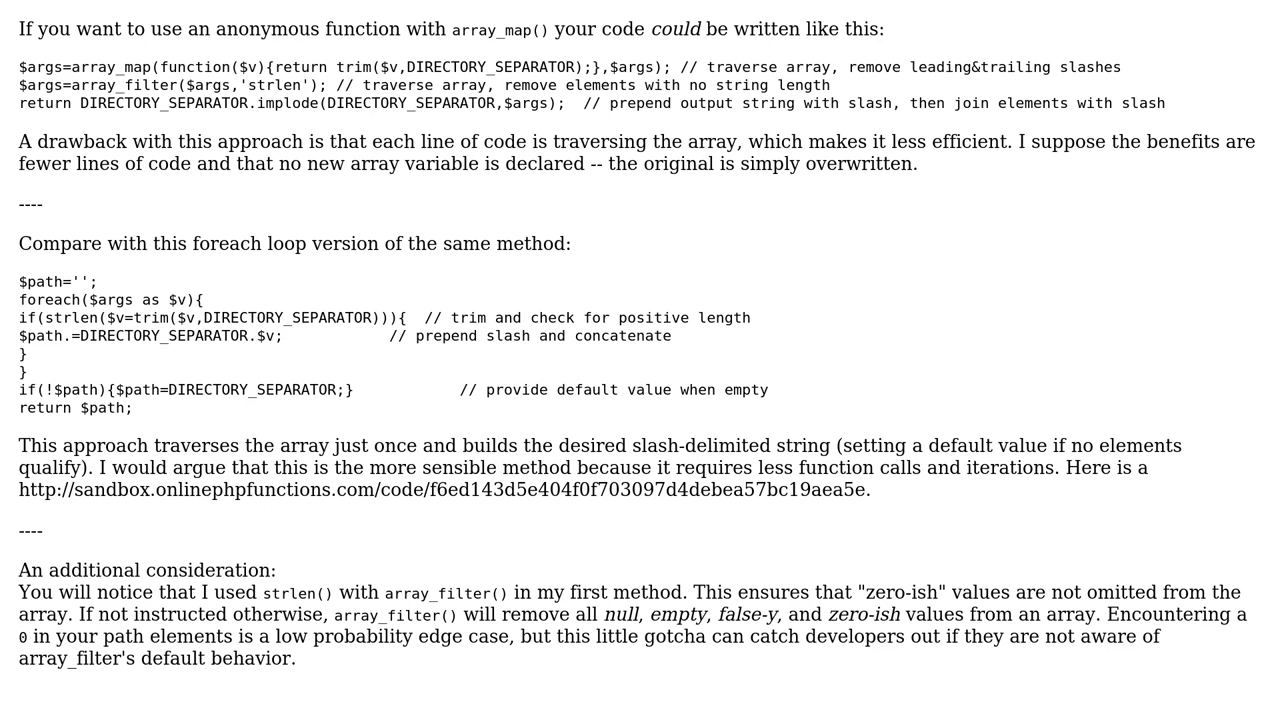 If you want to use an anonymous function with array_map() your code could be written like this:
$args=array_map(function($v){return trim($v,DIRECTORY_SEPARATOR);},$args); // traverse array, remove leading&trailing slashes
$args=array_filter($args,'strlen'); // traverse array, remove elements with no string length
return DIRECTORY_SEPARATOR.implode(DIRECTORY_SEPARATOR,$args);  // prepend output string with slash, then join elements with slash
A drawback with this approach is that each line of code is traversing the array, which makes it less efficient. I suppose the benefits are
fewer lines of code and that no new array variable is declared -- the original is simply overwritten.
----
Compare with this foreach loop version of the same method:
$path='';
foreach($args as $v){
if(strlen($v=trim($v,DIRECTORY_SEPARATOR))){  // trim and check for positive length
$path.=DIRECTORY_SEPARATOR.$v;            // prepend slash and concatenate
}
}
if(!$path){$path=DIRECTORY_SEPARATOR;}            // provide default value when empty
return $path;
This approach traverses the array just once and builds the desired slash-delimited string (setting a default value if no elements
qualify). I would argue that this is the more sensible method because it requires less function calls and iterations. Here is a
http://sandbox.onlinephpfunctions.com/code/f6ed143d5e404f0f703097d4debea57bc19aea5e.
----
An additional consideration:
You will notice that I used strlen() with array_filter() in my first method. This ensures that "zero-ish" values are not omitted from the
array. If not instructed otherwise, array_filter() will remove all null, empty, false-y, and zero-ish values from an array. Encountering a
0 in your path elements is a low probability edge case, but this little gotcha can catch developers out if they are not aware of
array_filter's default behavior.